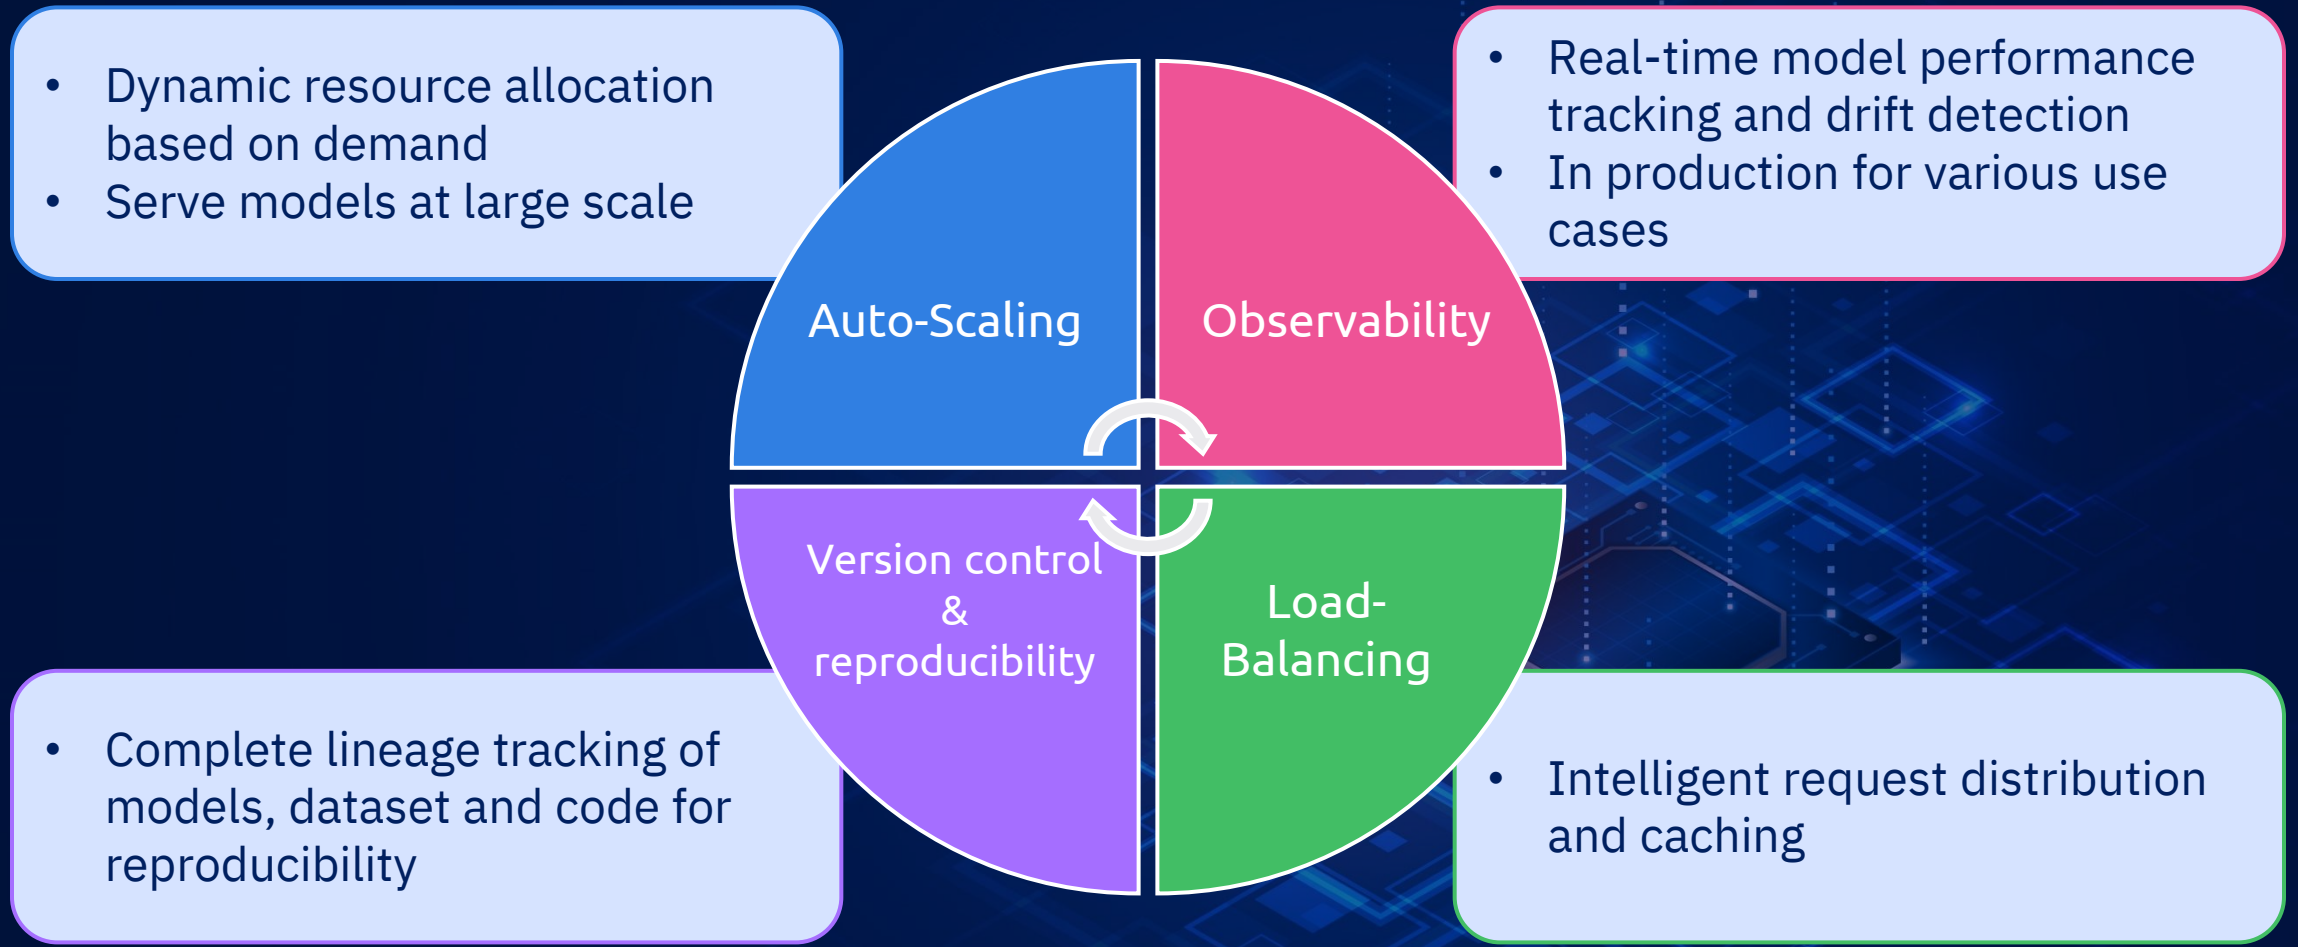 • Dynamic resource allocation
based on demand
• Serve models at large scale
• Real-time model performance
tracking and drift detection
• In production for various use
cases
Auto-Scaling
Observability
Version control
&
reproducibility
Load-
Balancing
• Complete lineage tracking of
models, dataset and code for
reproducibility
• Intelligent request distribution
and caching